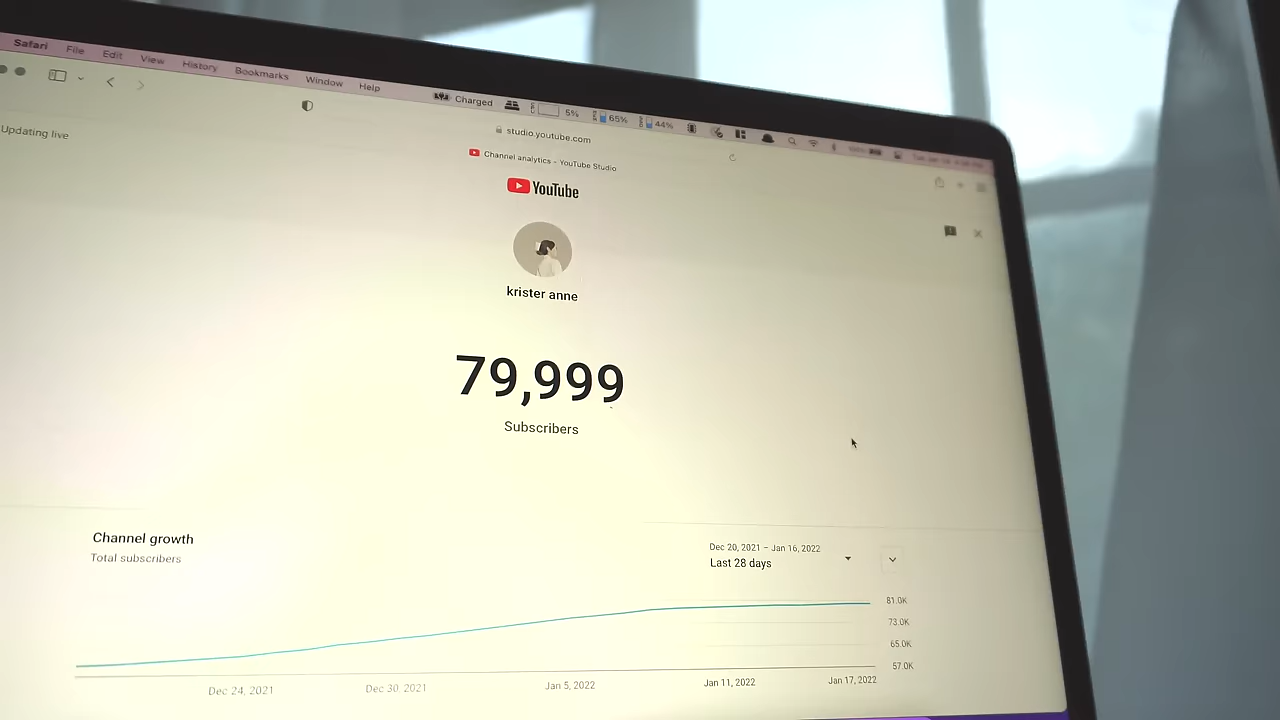 Safari File Edit View History Bookmarks Window Help Charged 5% 65% 44%
Updating live
studio.youtube.com
Channel analytics - YouTube Studio
YouTube
krister anne
79,999
Subscribers
Channel growth
Total subscribers
Dec 20, 2021 – Jan 16, 2022
Last 28 days
81.0K
73.0K
65.0K
57.0K
Dec 24, 2021 Dec 30, 2021 Jan 5, 2022 Jan 11, 2022 Jan 17, 2022